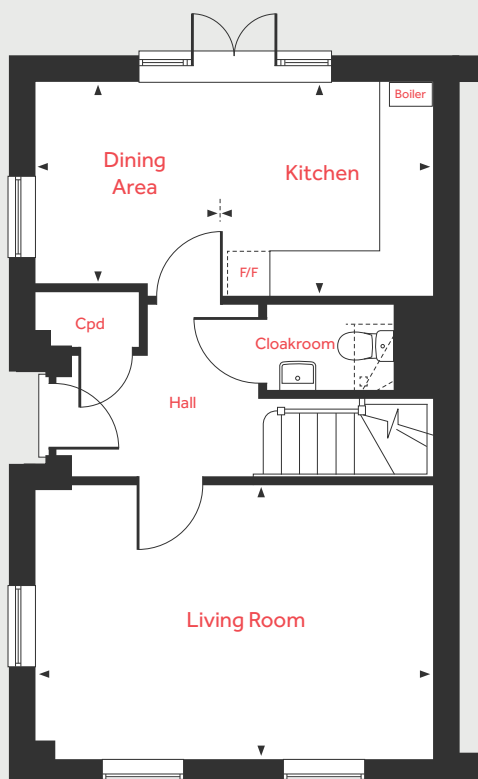 Boiler
Dining
Area
Kitchen
F/F
Cpd
Cloakroom
Hall
Living Room